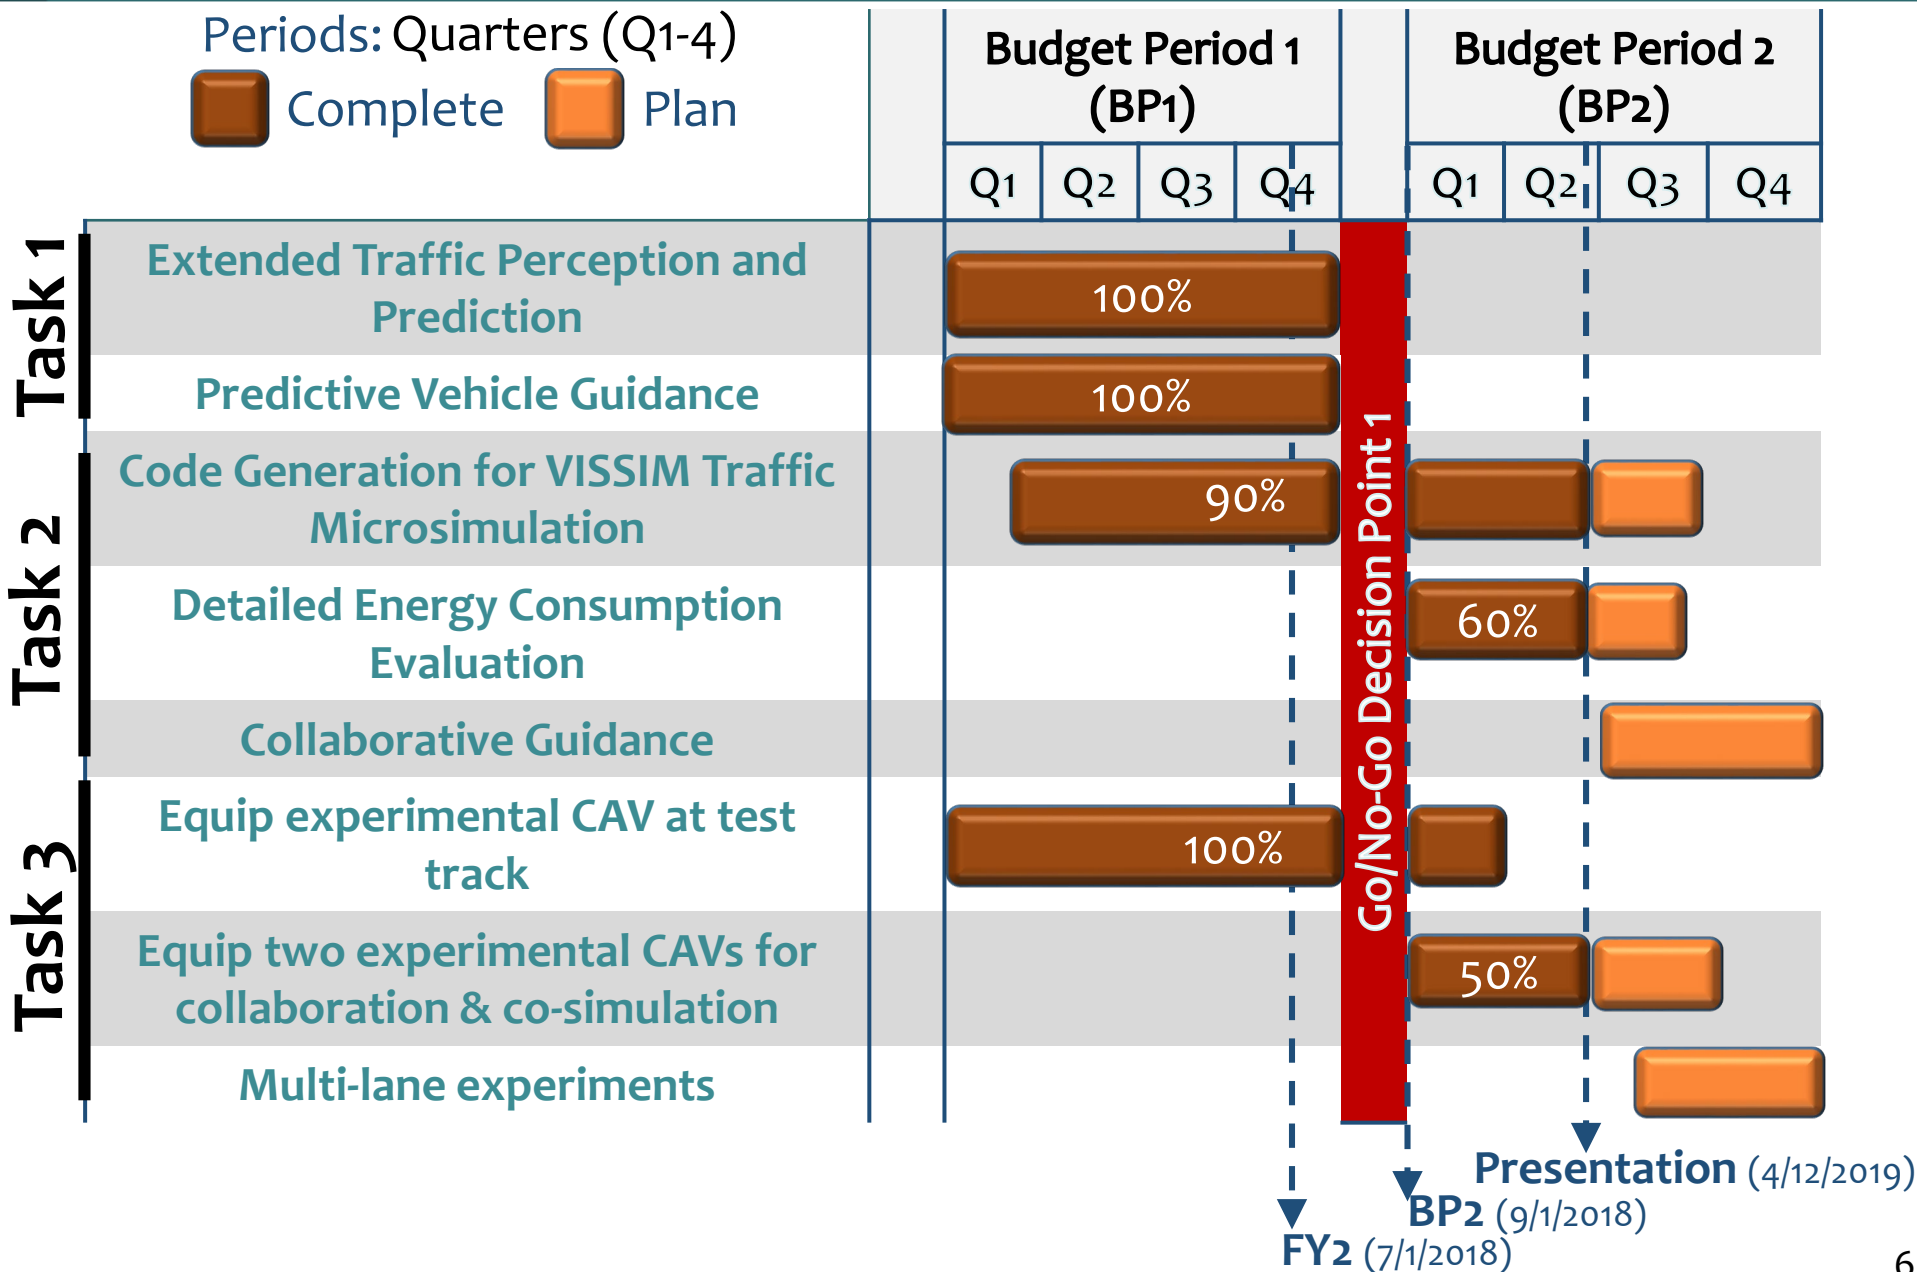 Periods: Quarters (Q1-4)
Complete
Plan
Budget Period 1
(BP1)
Budget Period 2
(BP2)
Q1
Q2
Q3
Q4
Q1
Q2
Q3
Q4
Task 1
Extended Traffic Perception and
Prediction
100%
Predictive Vehicle Guidance
100%
Go/No-Go Decision Point 1
Task 2
Code Generation for VISSIM Traffic
Microsimulation
90%
Detailed Energy Consumption
Evaluation
60%
Collaborative Guidance
Task 3
Equip experimental CAV at test
track
100%
Equip two experimental CAVs for
collaboration & co-simulation
50%
Multi-lane experiments
Presentation (4/12/2019)
BP2 (9/1/2018)
FY2 (7/1/2018)
6